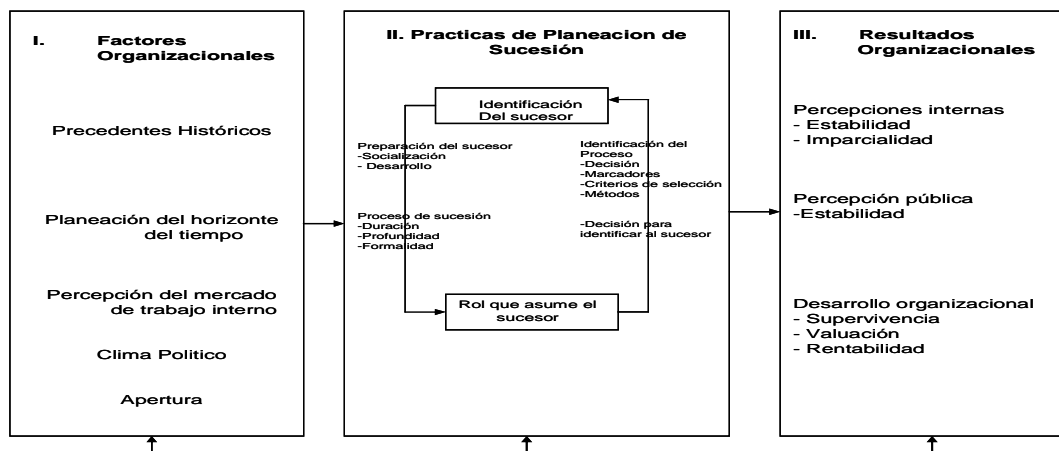 I. Factores
Organizacionales
Precedentes Históricos
Planeación del horizonte
del tiempo
Percepción del mercado
de trabajo interno
Clima Politico
Apertura
II. Practicas de Planeacion de
Sucesión
Identificación
Del sucesor
Preparación del sucesor
-Socialización
- Desarrollo
Proceso de sucesión
-Duración
-Profundidad
-Formalidad
Identificación del
Proceso
-Decisión
-Marcadores
-Criterios de selección
-Métodos
-Decisión para
identificar al sucesor
Rol que asume el
sucesor
III. Resultados
Organizacionales
Percepciones internas
- Estabilidad
- Imparcialidad
Percepción pública
-Estabilidad
Desarrollo organizacional
- Supervivencia
- Valuación
- Rentabilidad